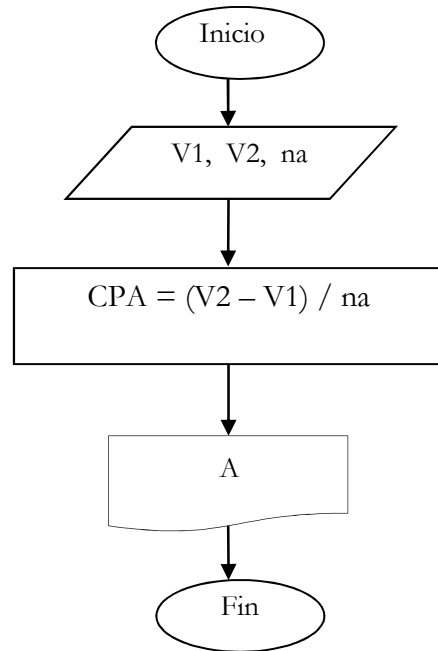 Inicio
V1, V2, na
CPA = (V2 – V1) / na
A
Fin